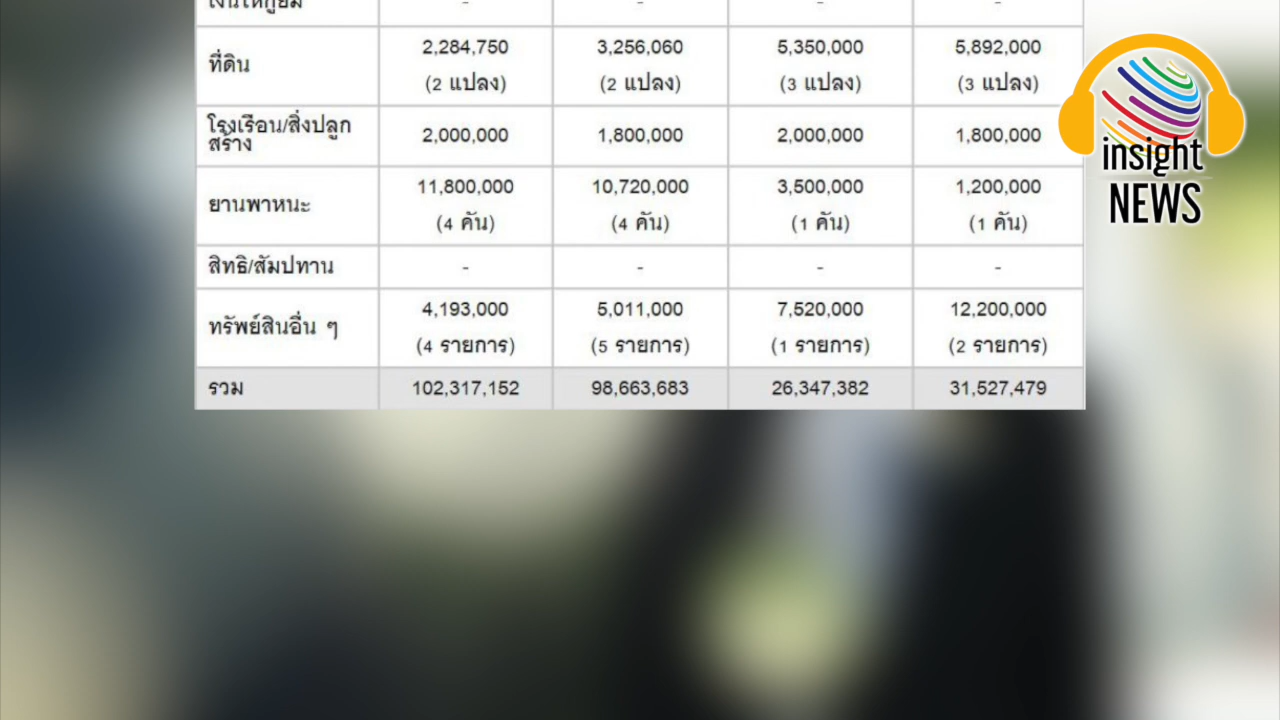 เงินให้กู้ยืม - - - -
ที่ดิน 2,284,750 3,256,060 5,350,000 5,892,000
(2 แปลง) (2 แปลง) (3 แปลง) (3 แปลง)
โรงเรือน/สิ่งปลูก
สร้าง 2,000,000 1,800,000 2,000,000 1,800,000
ยานพาหนะ 11,800,000 10,720,000 3,500,000 1,200,000
(4 คัน) (4 คัน) (1 คัน) (1 คัน)
สิทธิ/สัมปทาน - - - -
ทรัพย์สินอื่น ๆ 4,193,000 5,011,000 7,520,000 12,200,000
(4 รายการ) (5 รายการ) (1 รายการ) (2 รายการ)
รวม 102,317,152 98,663,683 26,347,382 31,527,479
insight
NEWS